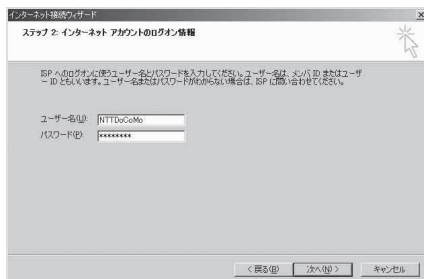 インターネット接続ウィザード
ステップ 2: インターネット アカウントのログオン情報
ISP へのログオンに使うユーザー名とパスワードを入力してください。ユーザー名は、メンバ ID またはユーザ
ー ID ともいいます。ユーザー名またはパスワードがわからない場合は、ISP に問い合わせてください。
ユーザー名(U): NTTDoCoMo
パスワード(P): ********
< 戻る(B) 次へ(N) > キャンセル